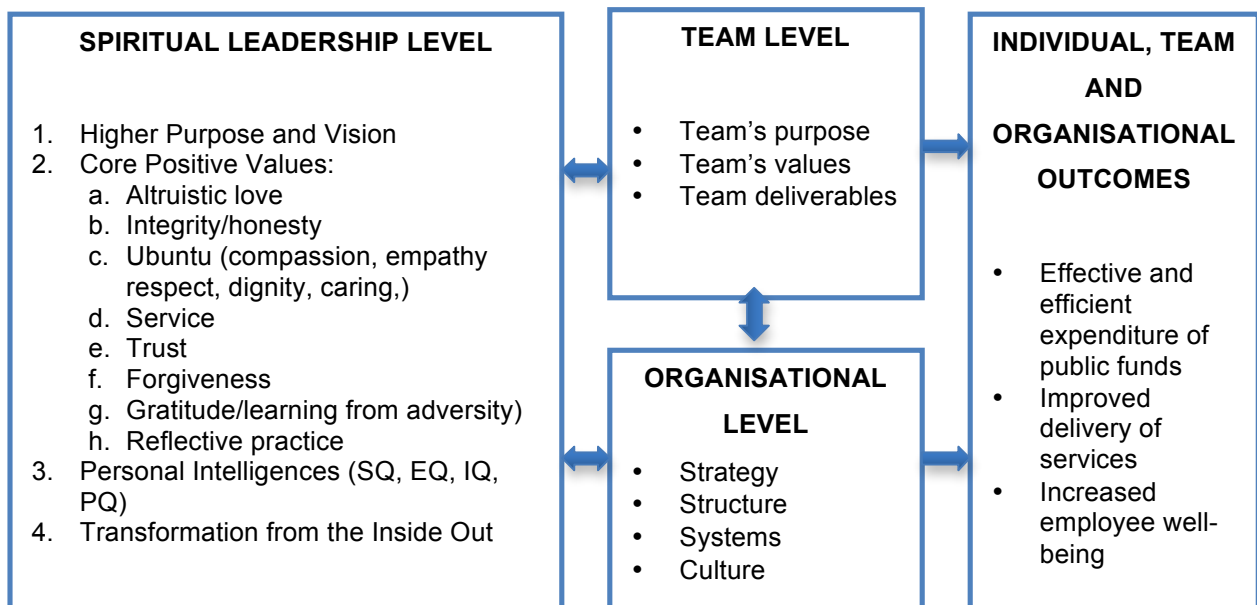 SPIRITUAL LEADERSHIP LEVEL
1. Higher Purpose and Vision
2. Core Positive Values:
a. Altruistic love
b. Integrity/honesty
c. Ubuntu (compassion, empathy
respect, dignity, caring,)
d. Service
e. Trust
f. Forgiveness
g. Gratitude/learning from adversity)
h. Reflective practice
3. Personal Intelligences (SQ, EQ, IQ,
PQ)
4. Transformation from the Inside Out
TEAM LEVEL
• Team’s purpose
• Team’s values
• Team deliverables
ORGANISATIONAL
LEVEL
• Strategy
• Structure
• Systems
• Culture
INDIVIDUAL, TEAM
AND
ORGANISATIONAL
OUTCOMES
• Effective and
efficient
expenditure of
public funds
• Improved
delivery of
services
• Increased
employee well-
being